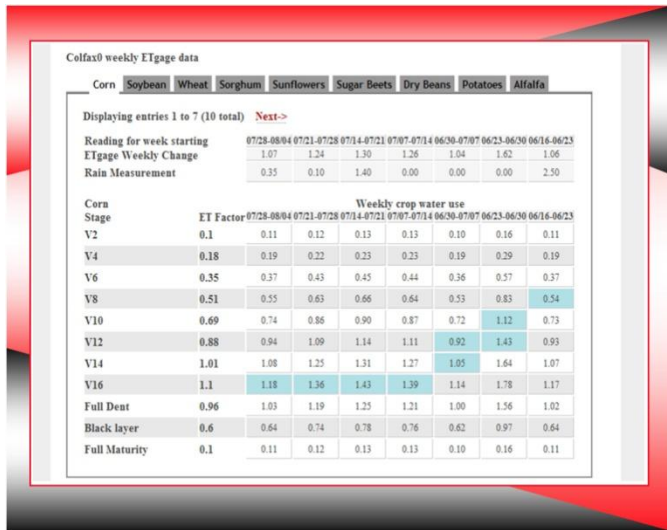 Colfax0 weekly ETgage data
Corn Soybean Wheat Sorghum Sunflowers Sugar Beets Dry Beans Potatoes Alfalfa
Displaying entries 1 to 7 (10 total) Next->
Reading for week starting 07/28-08/04 07/21-07/28 07/14-07/21 07/07-07/14 06/30-07/07 06/23-06/30 06/16-06/23
ETgage Weekly Change 1.07 1.24 1.30 1.26 1.04 1.62 1.06
Rain Measurement 0.35 0.10 1.40 0.00 0.00 0.00 2.50
Corn Weekly crop water use
Stage ET Factor 07/28-08/04 07/21-07/28 07/14-07/21 07/07-07/14 06/30-07/07 06/23-06/30 06/16-06/23
V2 0.1 0.11 0.12 0.13 0.13 0.10 0.16 0.11
V4 0.18 0.19 0.22 0.23 0.23 0.19 0.29 0.19
V6 0.35 0.37 0.43 0.45 0.44 0.36 0.57 0.37
V8 0.51 0.55 0.63 0.66 0.64 0.53 0.83 0.54
V10 0.69 0.74 0.86 0.90 0.87 0.72 1.12 0.73
V12 0.88 0.94 1.09 1.14 1.11 0.92 1.43 0.93
V14 1.01 1.08 1.25 1.31 1.27 1.05 1.64 1.07
V16 1.1 1.18 1.36 1.43 1.39 1.14 1.78 1.17
Full Dent 0.96 1.03 1.19 1.25 1.21 1.00 1.56 1.02
Black layer 0.6 0.64 0.74 0.78 0.76 0.62 0.97 0.64
Full Maturity 0.1 0.11 0.12 0.13 0.13 0.10 0.16 0.11